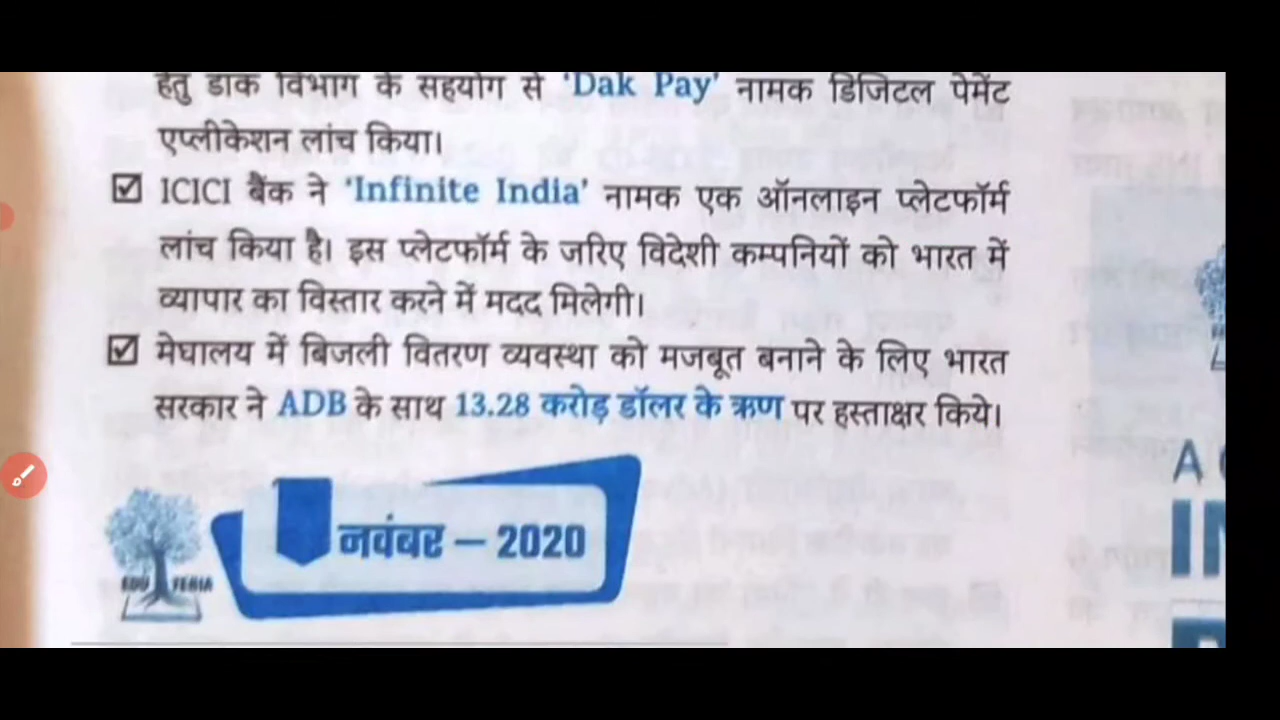 हेतु डाक विभाग के सहयोग से 'Dak Pay' नामक डिजिटल पेमेंट
एप्लीकेशन लांच किया।
ICICI बैंक ने 'Infinite India' नामक एक ऑनलाइन प्लेटफॉर्म
लांच किया है। इस प्लेटफॉर्म के जरिए विदेशी कम्पनियों को भारत में
व्यापार का विस्तार करने में मदद मिलेगी।
मेघालय में बिजली वितरण व्यवस्था को मजबूत बनाने के लिए भारत
सरकार ने ADB के साथ 13.28 करोड़ डॉलर के ऋण पर हस्ताक्षर किये।
नवंबर – 2020
EDU TERIA